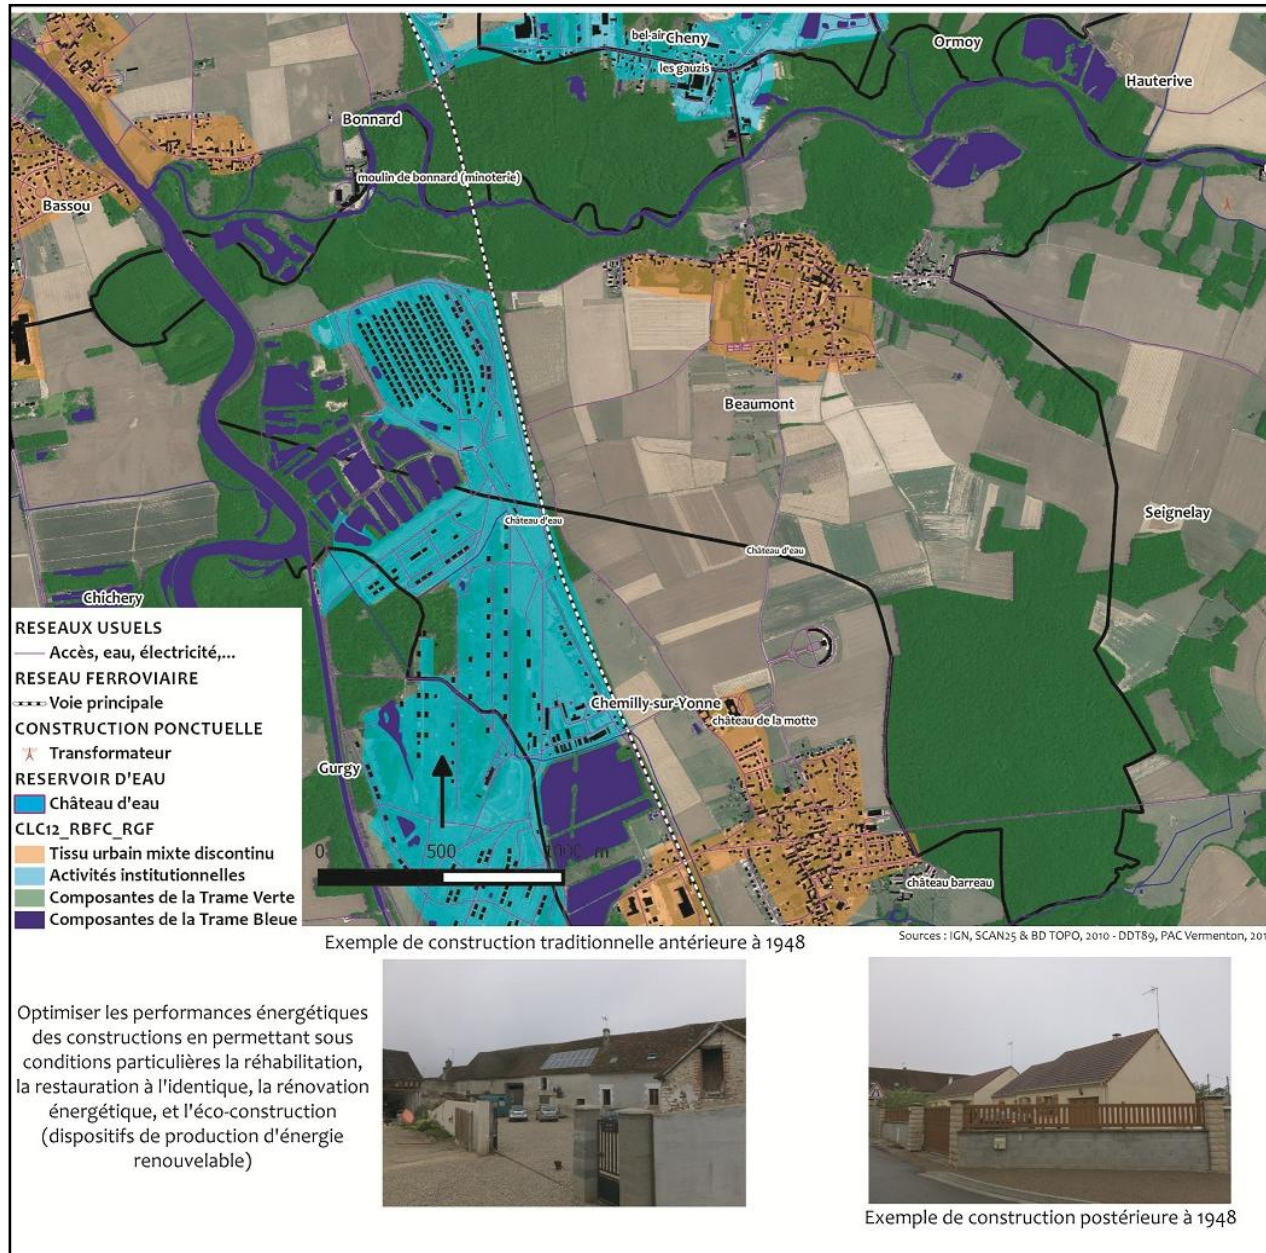 bel-air
Cheny
Ormoy
les gauzis
Hauterive
Bonnard
moulin de bonnard (minoterie)
Bassou
Beaumont
Seignelay
Château d'eau
Château d'eau
Chichery
Chemilly-sur-Yonne
château de la motte
Gurgy
château barreau
RESEAUX USUELS
Accès, eau, électricité,...
RESEAU FERROVIAIRE
Voie principale
CONSTRUCTION PONCTUELLE
Transformateur
RESERVOIR D'EAU
Château d'eau
CLC12_RBFC_RGF
Tissu urbain mixte discontinu
Activités institutionnelles
Composantes de la Trame Verte
Composantes de la Trame Bleue
0 500 1000 m
Sources : IGN, SCAN25 & BD TOPO, 2010 - DDT89, PAC Vermenton, 201
Exemple de construction traditionnelle antérieure à 1948
Optimiser les performances énergétiques
des constructions en permettant sous
conditions particulières la réhabilitation,
la restauration à l'identique, la rénovation
énergétique, et l'éco-construction
(dispositifs de production d'énergie
renouvelable)
Exemple de construction postérieure à 1948